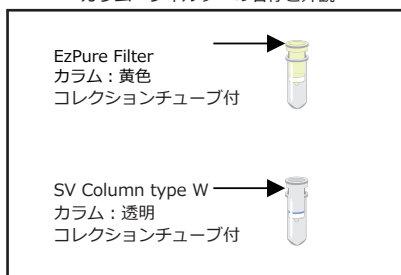 EzPure Filter
カラム：黄色
コレクションチューブ付
SV Column type W
カラム：透明
コレクションチューブ付